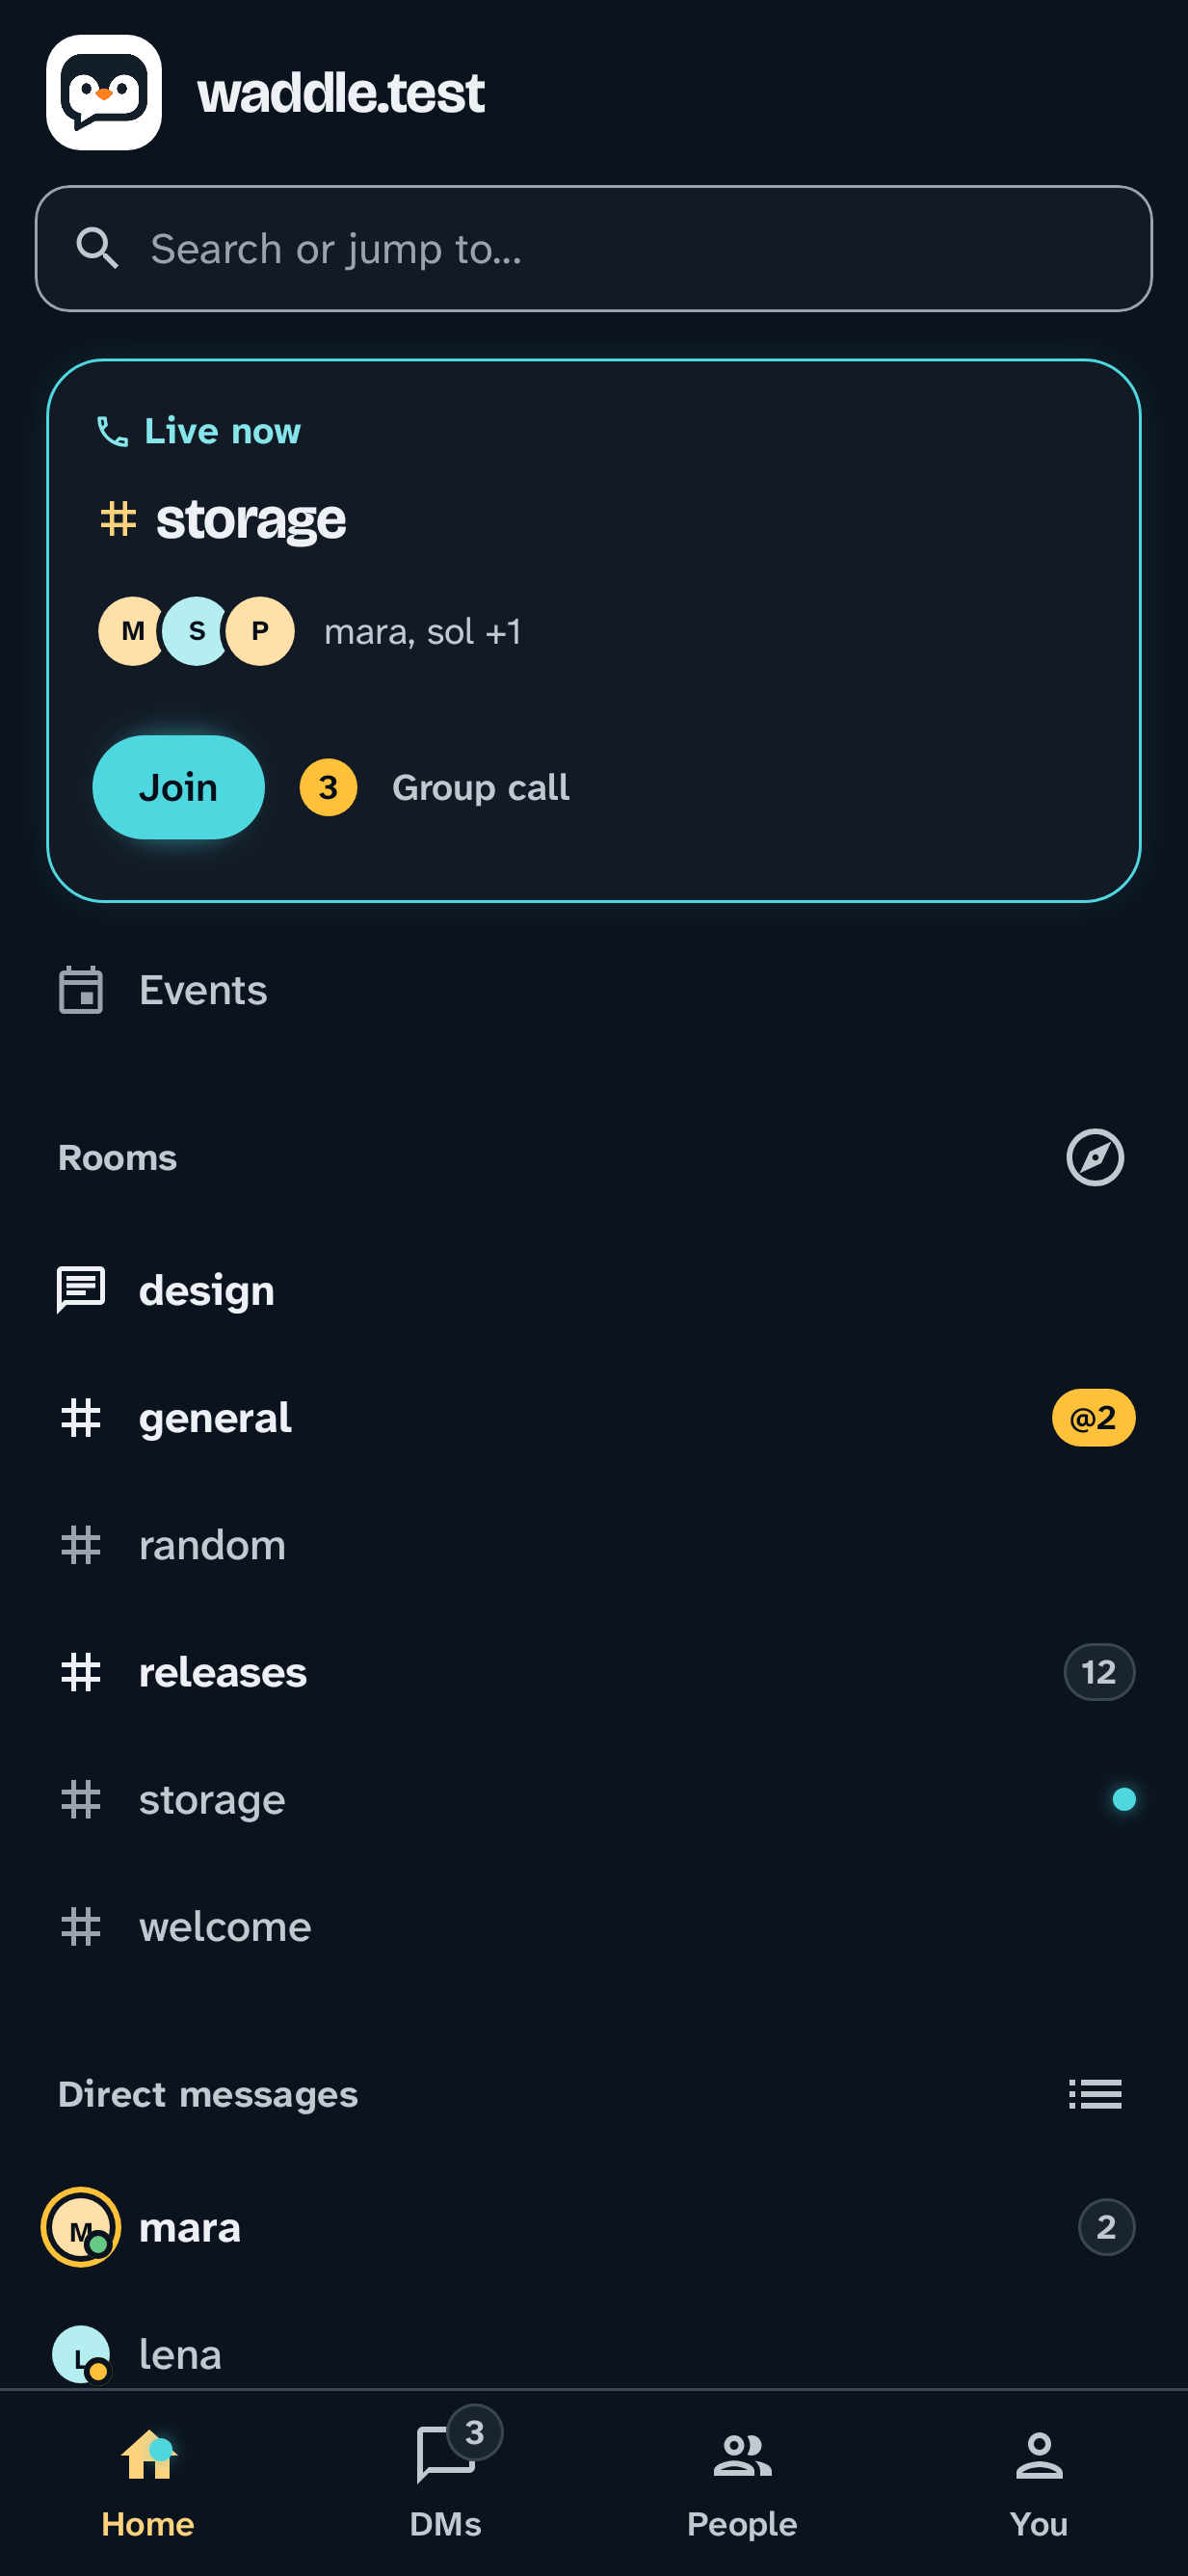 waddle.test
Search or jump to...
Live now
# storage
M S P mara, sol +1
Join 3 Group call
Events
Rooms
design
# general @2
# random
# releases 12
# storage
# welcome
Direct messages
M mara 2
L lena
3
Home DMs People You